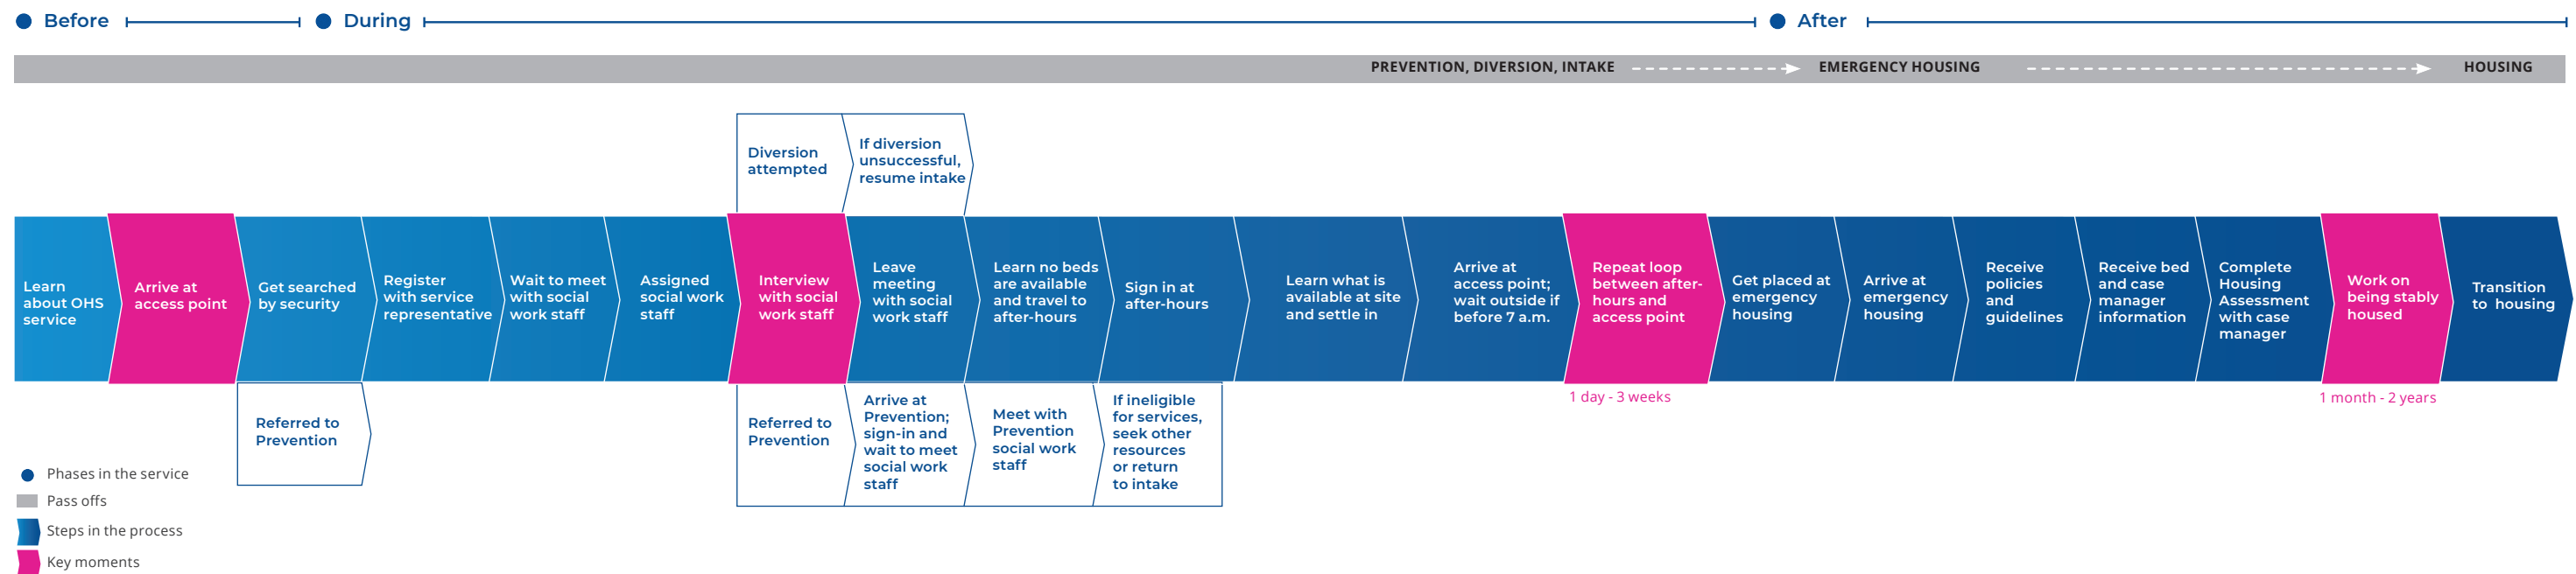 Before
During
After
PREVENTION, DIVERSION, INTAKE
EMERGENCY HOUSING
HOUSING
Diversion
attempted
If diversion
unsuccessful,
resume intake
Learn
about OHS
service
Arrive at
access point
Get searched
by security
Register
with service
representative
Wait to meet
with social
work staff
Assigned
social work
staff
Interview
with social
work staff
Leave
meeting
with social
work staff
Learn no beds
are available
and travel to
after-hours
Sign in at
after-hours
Learn what is
available at site
and settle in
Arrive at
access point;
wait outside if
before 7 a.m.
Repeat loop
between after-
hours and
access point
Get placed at
emergency
housing
Arrive at
emergency
housing
Receive
policies
and
guidelines
Receive bed
and case
manager
information
Complete
Housing
Assessment
with case
manager
Work on
being stably
housed
Transition
to housing
1 day - 3 weeks
1 month - 2 years
Referred to
Prevention
Referred to
Prevention
Arrive at
Prevention;
sign-in and
wait to meet
social work
staff
Meet with
Prevention
social work
staff
If ineligible
for services,
seek other
resources
or return
to intake
Phases in the service
Pass offs
Steps in the process
Key moments